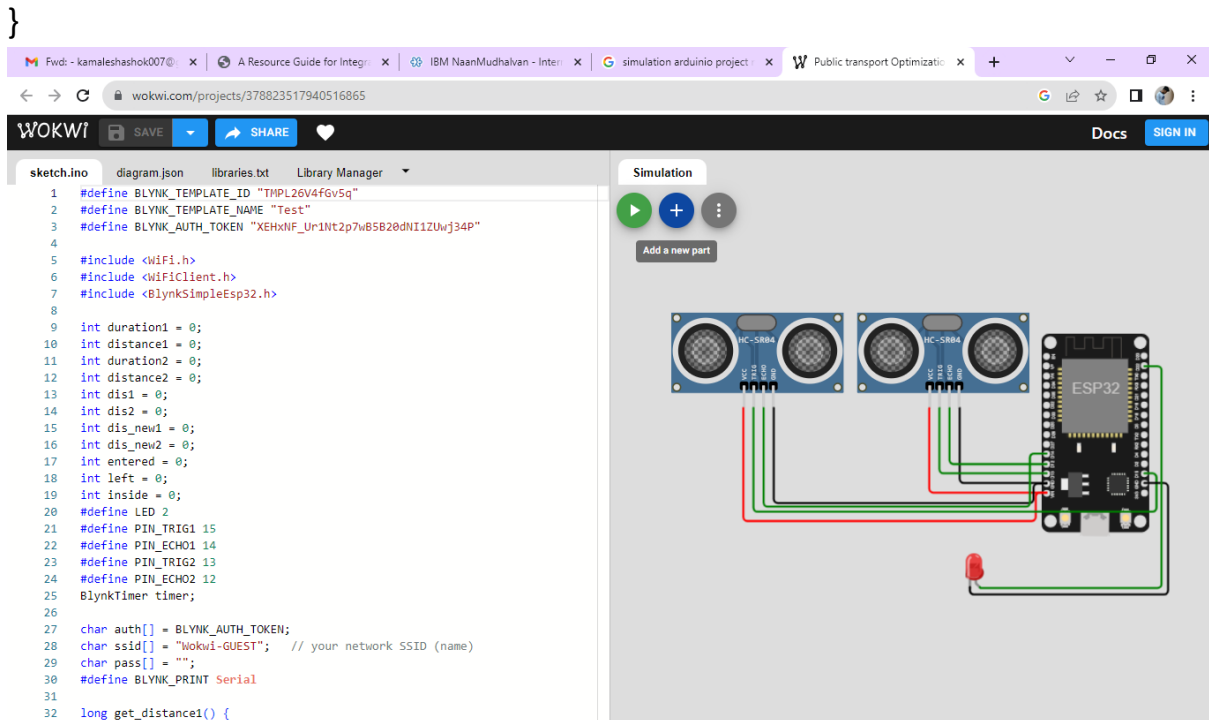 }
Fwd: - kamaleshashok007@
A Resource Guide for Integr
IBM NaanMudhalvan - Inter
simulation arduinio project
Public transport Optimizatio
wokwi.com/projects/378823517940516865
WOKWI SAVE SHARE Docs SIGN IN
sketch.ino diagram.json libraries.txt Library Manager
Simulation
1 #define BLYNK_TEMPLATE_ID "TMPL26V4fGv5q"
2 #define BLYNK_TEMPLATE_NAME "Test"
3 #define BLYNK_AUTH_TOKEN "XEHxNF_Ur1Nt2p7wB5B20dNI1ZUwj34P"
4
5 #include <WiFi.h>
6 #include <WiFiClient.h>
7 #include <BlynkSimpleEsp32.h>
8
9 int duration1 = 0;
10 int distance1 = 0;
11 int duration2 = 0;
12 int distance2 = 0;
13 int dis1 = 0;
14 int dis2 = 0;
15 int dis_new1 = 0;
16 int dis_new2 = 0;
17 int entered = 0;
18 int left = 0;
19 int inside = 0;
20 #define LED 2
21 #define PIN_TRIG1 15
22 #define PIN_ECHO1 14
23 #define PIN_TRIG2 13
24 #define PIN_ECHO2 12
25 BlynkTimer timer;
26
27 char auth[] = BLYNK_AUTH_TOKEN;
28 char ssid[] = "Wokwi-GUEST"; // your network SSID (name)
29 char pass[] = "";
30 #define BLYNK_PRINT Serial
31
32 long get_distance1() {
Add a new part
HC-SR04
VCC TRIG ECHO GND
HC-SR04
VCC TRIG ECHO GND
ESP32